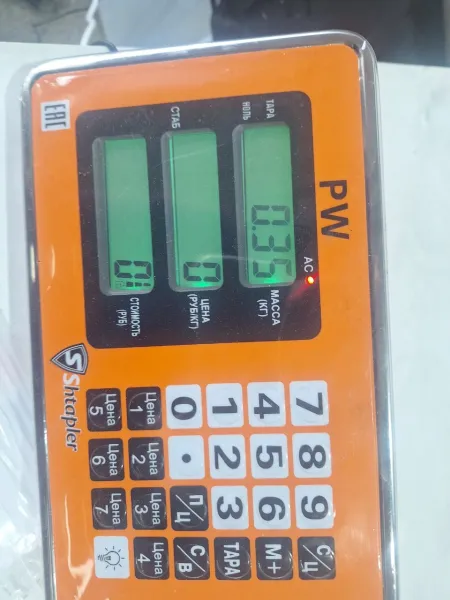 PW
AC
ТАРА
НОЛЬ
0.35
МАССА
(КГ)
СТАБ
0
ЦЕНА
(РУБ/КГ)
0
СТОИМОСТЬ
(РУБ)
EAC
Shtapler
7 8 9 С/Ц
4 5 6 М+
1 2 3 ТАРА
0 . П/Ц С/В
Цена 1 Цена 2 Цена 3 Цена 4
Цена 5 Цена 6 Цена 7